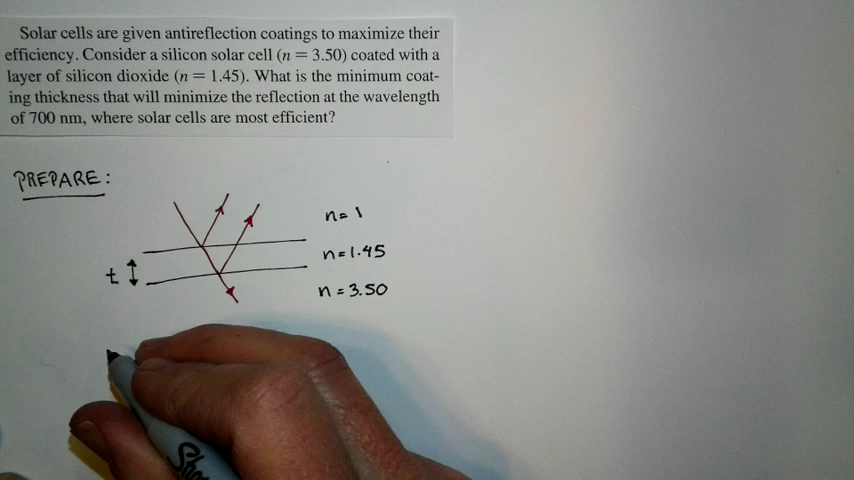 Solar cells are given antireflection coatings to maximize their
efficiency. Consider a silicon solar cell (n = 3.50) coated with a
layer of silicon dioxide (n = 1.45). What is the minimum coat-
ing thickness that will minimize the reflection at the wavelength
of 700 nm, where solar cells are most efficient?
PREPARE:
n= 1
n=1.45
t
n = 3.50